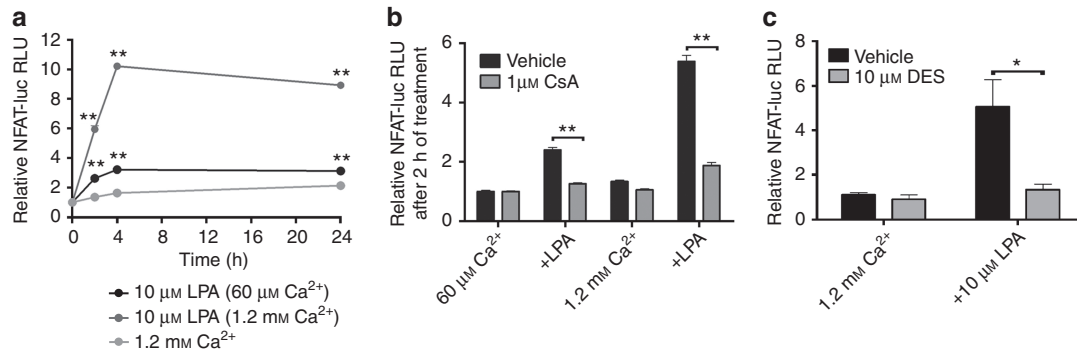 a
Relative NFAT-luc RLU
12
10
8
6
4
2
0
**
**
**
**
**
**
0 4 8 12 16 20 24
Time (h)
10 μM LPA (60 μM Ca²⁺)
10 μM LPA (1.2 mM Ca²⁺)
1.2 mM Ca²⁺
b
Relative NFAT-luc RLU
after 2 h of treatment
6
4
2
0
Vehicle
1μM CsA
**
**
60 μM Ca²⁺
+LPA
1.2 mM Ca²⁺
+LPA
c
Relative NFAT-luc RLU
8
6
4
2
0
Vehicle
10 μM DES
*
1.2 mM Ca²⁺
+10 μM LPA